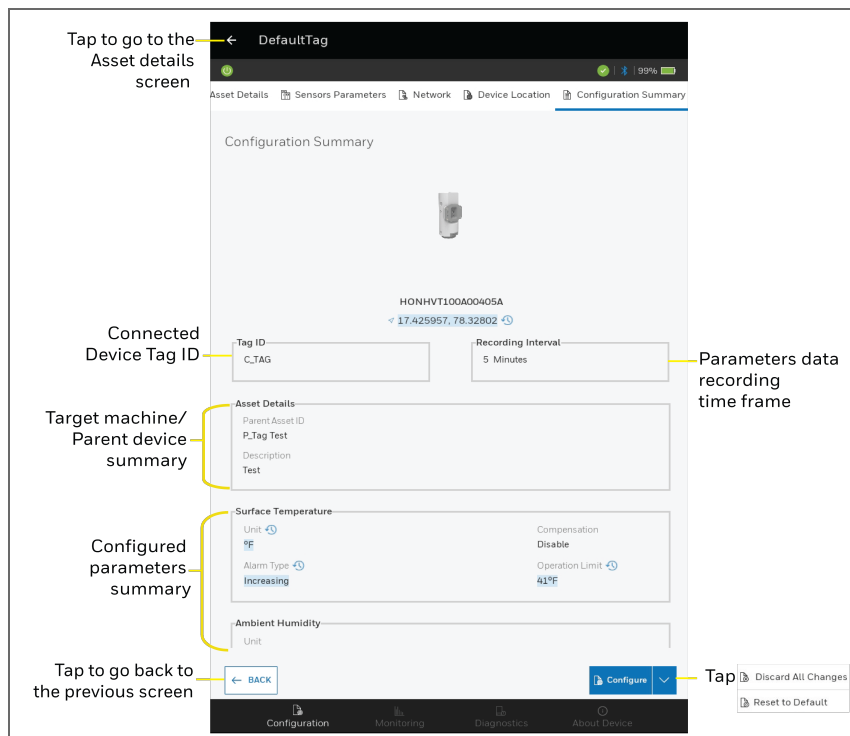 Tap to go to the
Asset details
screen
DefaultTag
99%
Asset Details
Sensors Parameters
Network
Device Location
Configuration Summary
Configuration Summary
HONHVT100A00405A
17.425957, 78.32802
Connected
Device Tag ID
Tag ID
C_TAG
Recording Interval
5 Minutes
Parameters data
recording
time frame
Target machine/
Parent device
summary
Asset Details
Parent Asset ID
P_Tag Test
Description
Test
Configured
parameters
summary
Surface Temperature
Unit
°F
Compensation
Disable
Alarm Type
Increasing
Operation Limit
41°F
Ambient Humidity
Unit
Tap to go back to
the previous screen
BACK
Configure
Tap
Discard All Changes
Reset to Default
Configuration
Monitoring
Diagnostics
About Device